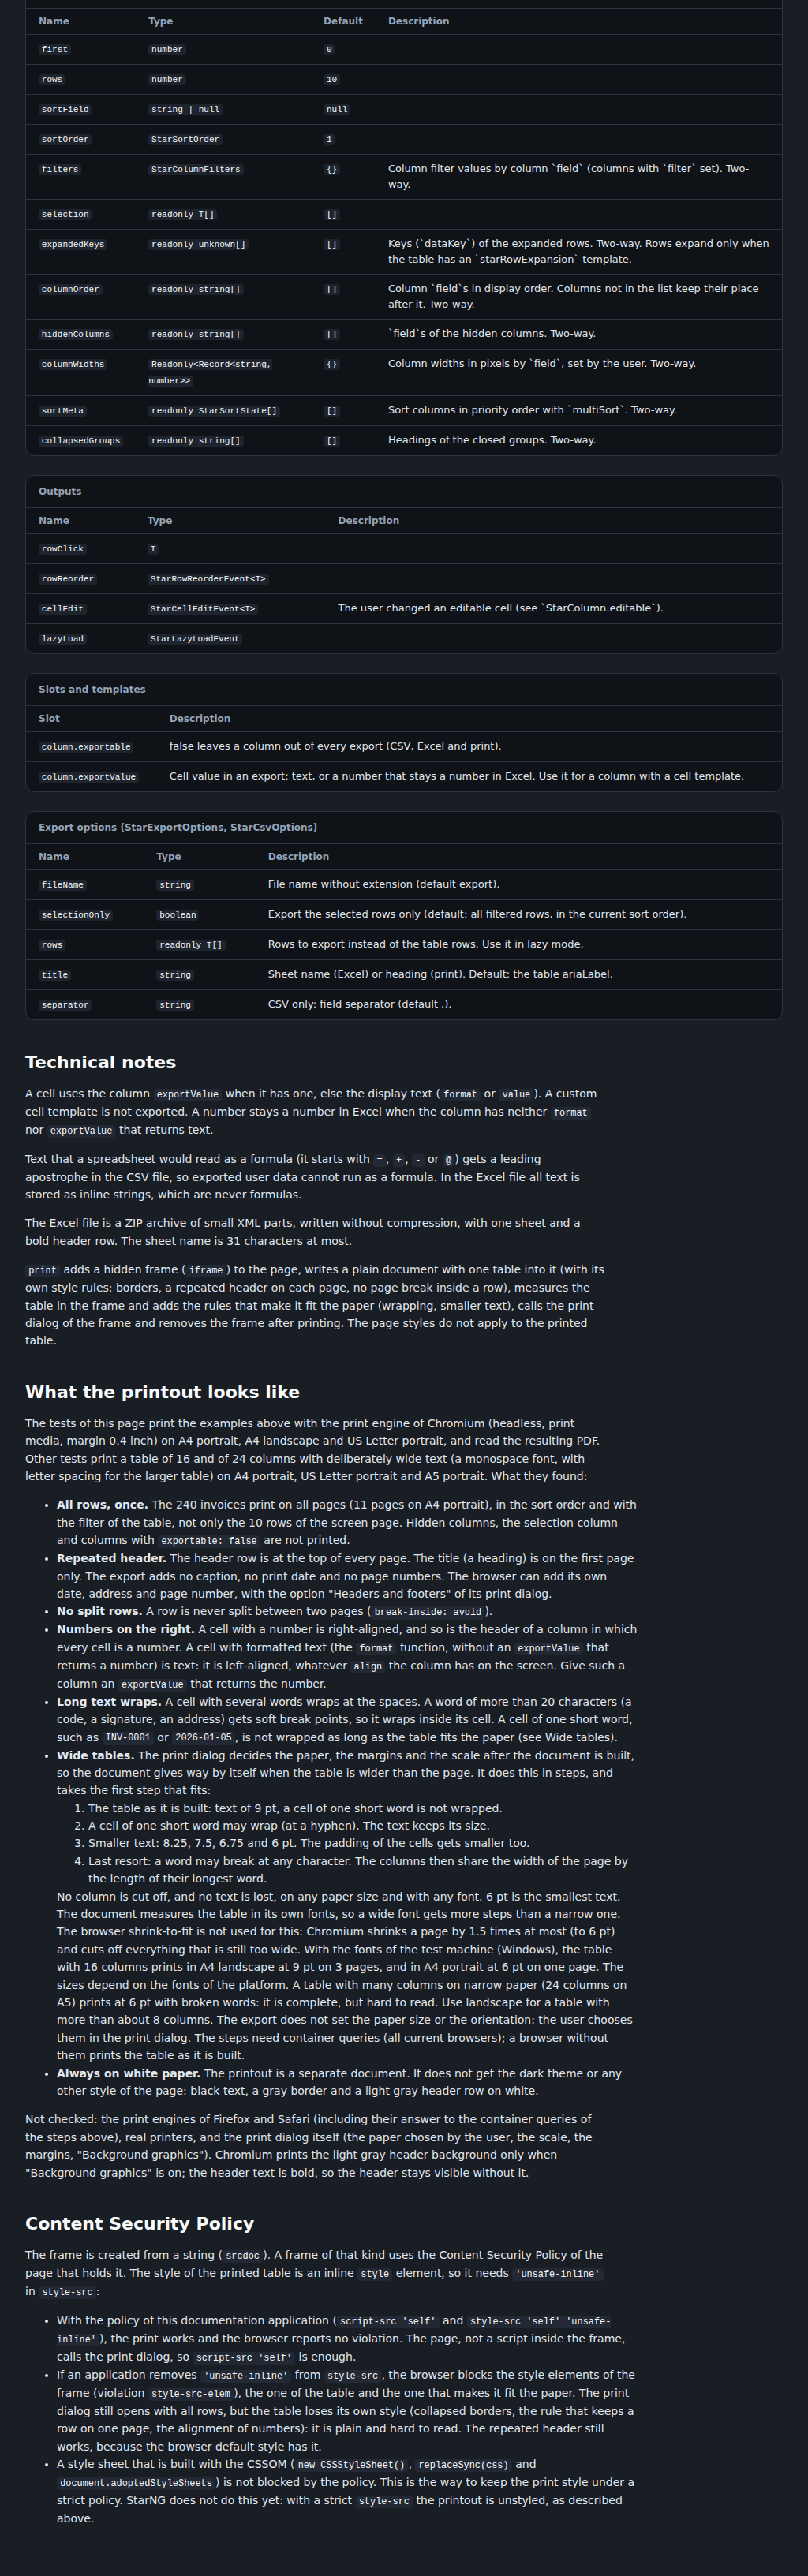 Name Type Default Description
first number 0
rows number 10
sortField string | null null
sortOrder StarSortOrder 1
filters StarColumnFilters {} Column filter values by column `field` (columns with `filter` set). Two-
way.
selection readonly T[] []
expandedKeys readonly unknown[] [] Keys (`dataKey`) of the expanded rows. Two-way. Rows expand only when
the table has an `starRowExpansion` template.
columnOrder readonly string[] [] Column `field`s in display order. Columns not in the list keep their place
after it. Two-way.
hiddenColumns readonly string[] [] `field`s of the hidden columns. Two-way.
columnWidths Readonly<Record<string, {} Column widths in pixels by `field`, set by the user. Two-way.
number>>
sortMeta readonly StarSortState[] [] Sort columns in priority order with `multiSort`. Two-way.
collapsedGroups readonly string[] [] Headings of the closed groups. Two-way.
Outputs
Name Type Description
rowClick T
rowReorder StarRowReorderEvent<T>
cellEdit StarCellEditEvent<T> The user changed an editable cell (see `StarColumn.editable`).
lazyLoad StarLazyLoadEvent
Slots and templates
Slot Description
column.exportable false leaves a column out of every export (CSV, Excel and print).
column.exportValue Cell value in an export: text, or a number that stays a number in Excel. Use it for a column with a cell template.
Export options (StarExportOptions, StarCsvOptions)
Name Type Description
fileName string File name without extension (default export).
selectionOnly boolean Export the selected rows only (default: all filtered rows, in the current sort order).
rows readonly T[] Rows to export instead of the table rows. Use it in lazy mode.
title string Sheet name (Excel) or heading (print). Default: the table ariaLabel.
separator string CSV only: field separator (default ,).
Technical notes
A cell uses the column exportValue when it has one, else the display text (format or value). A custom
cell template is not exported. A number stays a number in Excel when the column has neither format
nor exportValue that returns text.
Text that a spreadsheet would read as a formula (it starts with =, +, - or @) gets a leading
apostrophe in the CSV file, so exported user data cannot run as a formula. In the Excel file all text is
stored as inline strings, which are never formulas.
The Excel file is a ZIP archive of small XML parts, written without compression, with one sheet and a
bold header row. The sheet name is 31 characters at most.
print adds a hidden frame (iframe) to the page, writes a plain document with one table into it (with its
own style rules: borders, a repeated header on each page, no page break inside a row), measures the
table in the frame and adds the rules that make it fit the paper (wrapping, smaller text), calls the print
dialog of the frame and removes the frame after printing. The page styles do not apply to the printed
table.
What the printout looks like
The tests of this page print the examples above with the print engine of Chromium (headless, print
media, margin 0.4 inch) on A4 portrait, A4 landscape and US Letter portrait, and read the resulting PDF.
Other tests print a table of 16 and of 24 columns with deliberately wide text (a monospace font, with
letter spacing for the larger table) on A4 portrait, US Letter portrait and A5 portrait. What they found:
• All rows, once. The 240 invoices print on all pages (11 pages on A4 portrait), in the sort order and with
the filter of the table, not only the 10 rows of the screen page. Hidden columns, the selection column
and columns with exportable: false are not printed.
• Repeated header. The header row is at the top of every page. The title (a heading) is on the first page
only. The export adds no caption, no print date and no page numbers. The browser can add its own
date, address and page number, with the option "Headers and footers" of its print dialog.
• No split rows. A row is never split between two pages (break-inside: avoid).
• Numbers on the right. A cell with a number is right-aligned, and so is the header of a column in which
every cell is a number. A cell with formatted text (the format function, without an exportValue that
returns a number) is text: it is left-aligned, whatever align the column has on the screen. Give such a
column an exportValue that returns the number.
• Long text wraps. A cell with several words wraps at the spaces. A word of more than 20 characters (a
code, a signature, an address) gets soft break points, so it wraps inside its cell. A cell of one short word,
such as INV-0001 or 2026-01-05, is not wrapped as long as the table fits the paper (see Wide tables).
• Wide tables. The print dialog decides the paper, the margins and the scale after the document is built,
so the document gives way by itself when the table is wider than the page. It does this in steps, and
takes the first step that fits:
1. The table as it is built: text of 9 pt, a cell of one short word is not wrapped.
2. A cell of one short word may wrap (at a hyphen). The text keeps its size.
3. Smaller text: 8.25, 7.5, 6.75 and 6 pt. The padding of the cells gets smaller too.
4. Last resort: a word may break at any character. The columns then share the width of the page by
the length of their longest word.
No column is cut off, and no text is lost, on any paper size and with any font. 6 pt is the smallest text.
The document measures the table in its own fonts, so a wide font gets more steps than a narrow one.
The browser shrink-to-fit is not used for this: Chromium shrinks a page by 1.5 times at most (to 6 pt)
and cuts off everything that is still too wide. With the fonts of the test machine (Windows), the table
with 16 columns prints in A4 landscape at 9 pt on 3 pages, and in A4 portrait at 6 pt on one page. The
sizes depend on the fonts of the platform. A table with many columns on narrow paper (24 columns on
A5) prints at 6 pt with broken words: it is complete, but hard to read. Use landscape for a table with
more than about 8 columns. The export does not set the paper size or the orientation: the user chooses
them in the print dialog. The steps need container queries (all current browsers); a browser without
them prints the table as it is built.
• Always on white paper. The printout is a separate document. It does not get the dark theme or any
other style of the page: black text, a gray border and a light gray header row on white.
Not checked: the print engines of Firefox and Safari (including their answer to the container queries of
the steps above), real printers, and the print dialog itself (the paper chosen by the user, the scale, the
margins, "Background graphics"). Chromium prints the light gray header background only when
"Background graphics" is on; the header text is bold, so the header stays visible without it.
Content Security Policy
The frame is created from a string (srcdoc). A frame of that kind uses the Content Security Policy of the
page that holds it. The style of the printed table is an inline style element, so it needs 'unsafe-inline'
in style-src:
• With the policy of this documentation application (script-src 'self' and style-src 'self' 'unsafe-
inline'), the print works and the browser reports no violation. The page, not a script inside the frame,
calls the print dialog, so script-src 'self' is enough.
• If an application removes 'unsafe-inline' from style-src, the browser blocks the style elements of the
frame (violation style-src-elem), the one of the table and the one that makes it fit the paper. The print
dialog still opens with all rows, but the table loses its own style (collapsed borders, the rule that keeps a
row on one page, the alignment of numbers): it is plain and hard to read. The repeated header still
works, because the browser default style has it.
• A style sheet that is built with the CSSOM (new CSSStyleSheet(), replaceSync(css) and
document.adoptedStyleSheets) is not blocked by the policy. This is the way to keep the print style under a
strict policy. StarNG does not do this yet: with a strict style-src the printout is unstyled, as described
above.